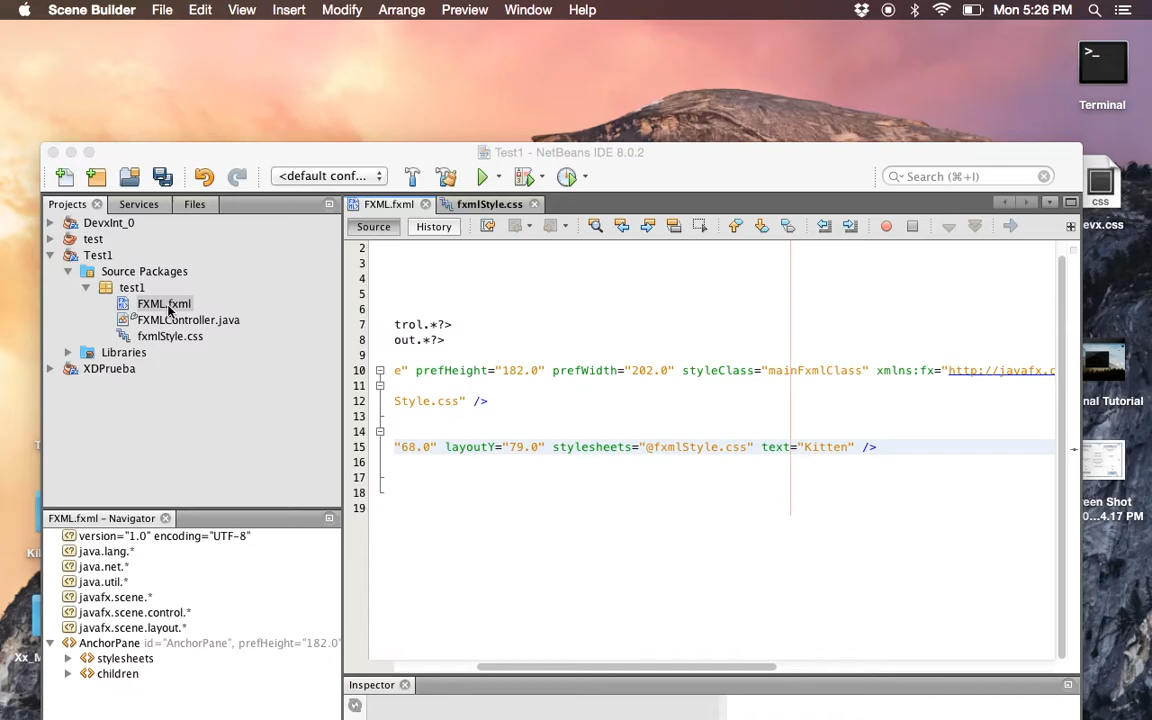 Scene Builder File Edit View Insert Modify Arrange Preview Window Help Mon 5:26 PM
>_
Terminal
Test1 - NetBeans IDE 8.0.2
<default conf... Search (⌘+I)
Projects Services Files FXML.fxml fxmlStyle.css
css
evx.css
Source History
DevxInt_0
test
Test1
Source Packages
test1
FXML.fxml
FXMLController.java
fxmlStyle.css
Libraries
XDPrueba
2
3
4
5
6
7 trol.*?>
8 out.*?>
9
10 e" prefHeight="182.0" prefWidth="202.0" styleClass="mainFxmlClass" xmlns:fx="http://javafx.c
11
12 Style.css" />
13
14
15 "68.0" layoutY="79.0" stylesheets="@fxmlStyle.css" text="Kitten" />
16
17
18
19
nal Tutorial
een Shot
0...4.17 PM
FXML.fxml - Navigator
version="1.0" encoding="UTF-8"
java.lang.*
java.net.*
java.util.*
javafx.scene.*
javafx.scene.control.*
javafx.scene.layout.*
AnchorPane id="AnchorPane", prefHeight="182.0"
stylesheets
children
Inspector
Kil
Xx_M